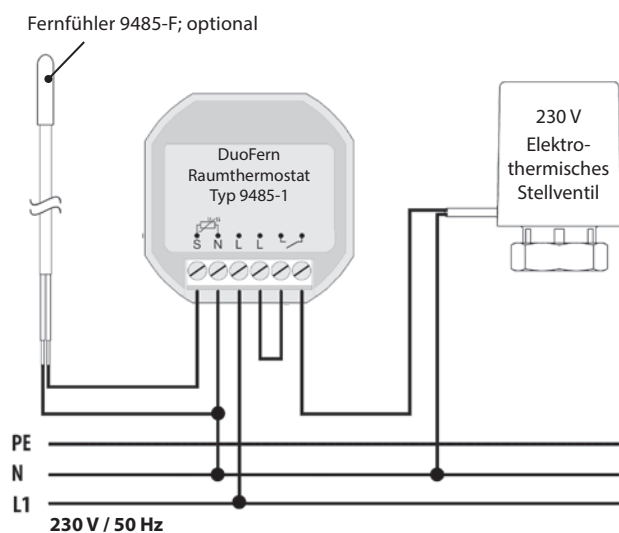 Fernfühler 9485-F; optional
DuoFern
Raumthermostat
Typ 9485-1
S N L L
230 V
Elektro-
thermisches
Stellventil
PE
N
L1
230 V / 50 Hz